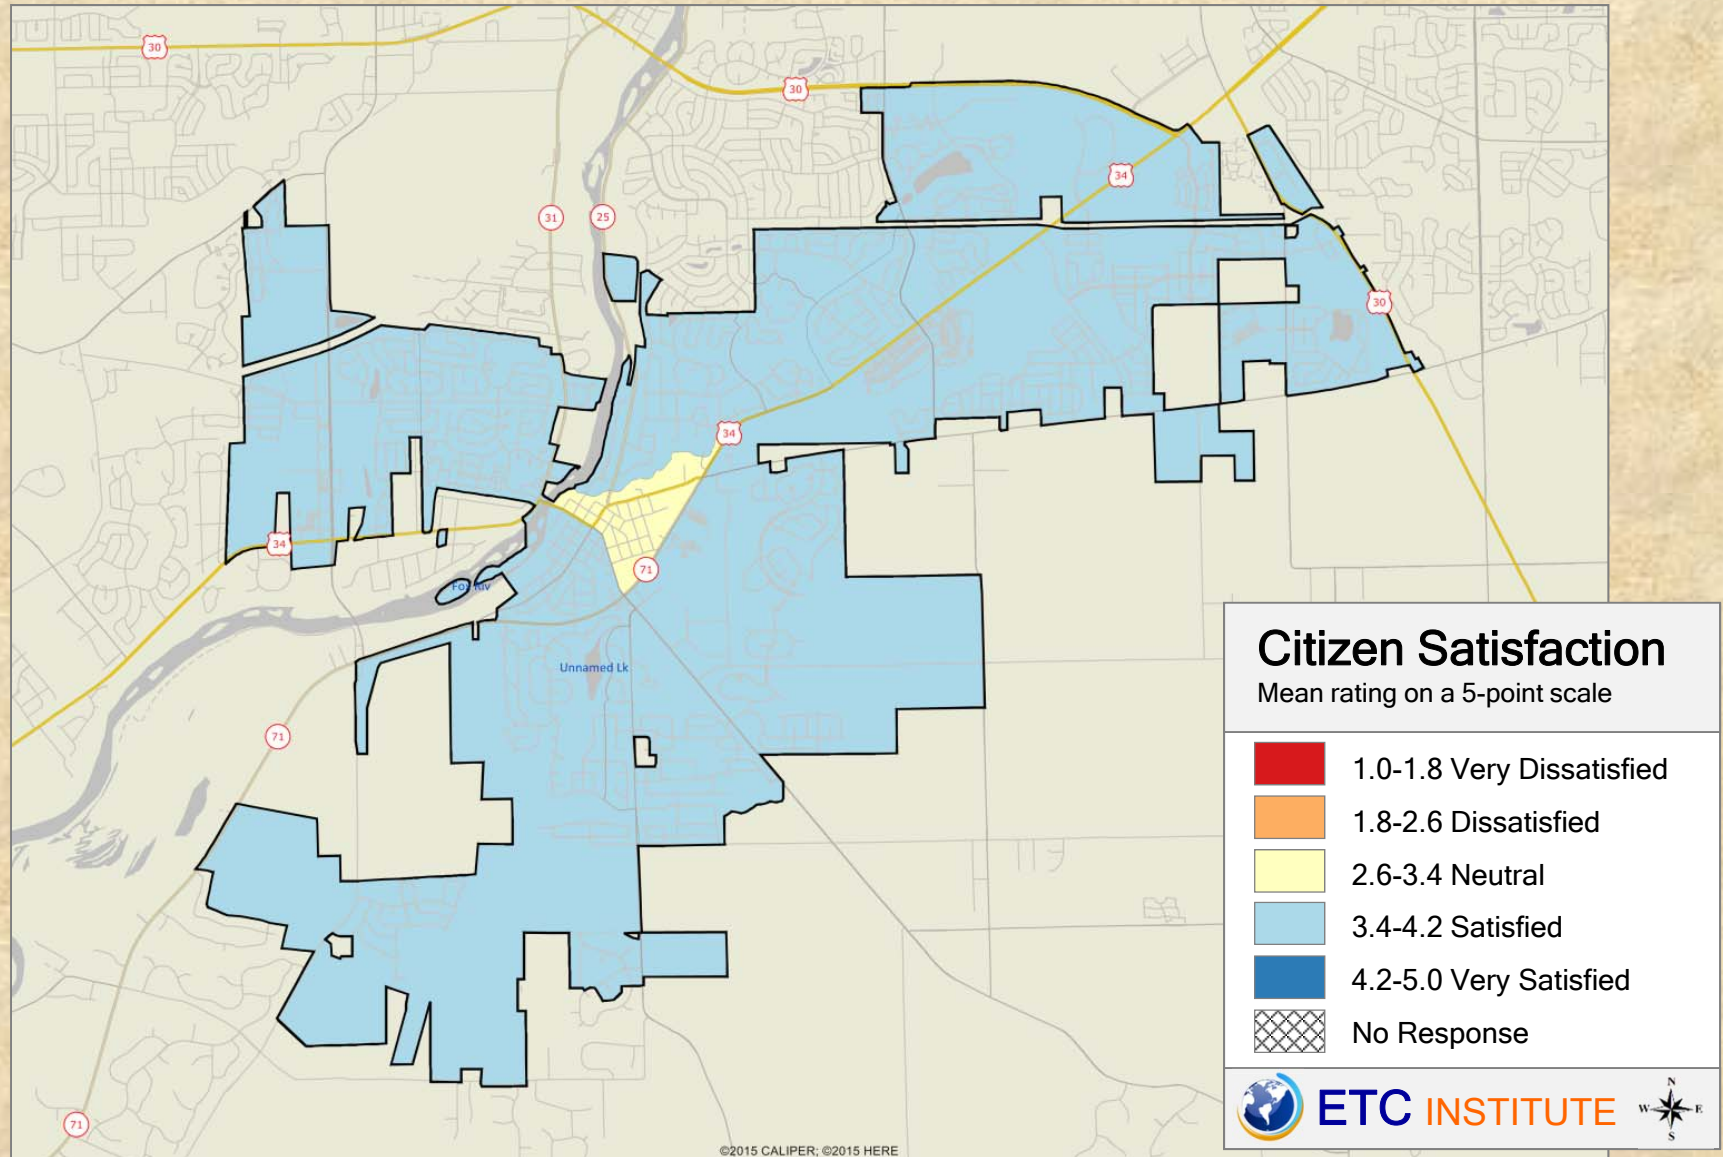 30
30
34
31
25
30
34
34
71
Fox Riv
Unnamed Lk
71
71
©2015 CALIPER; ©2015 HERE
Citizen Satisfaction
Mean rating on a 5-point scale
1.0-1.8 Very Dissatisfied
1.8-2.6 Dissatisfied
2.6-3.4 Neutral
3.4-4.2 Satisfied
4.2-5.0 Very Satisfied
No Response
ETC INSTITUTE
N
W E
S